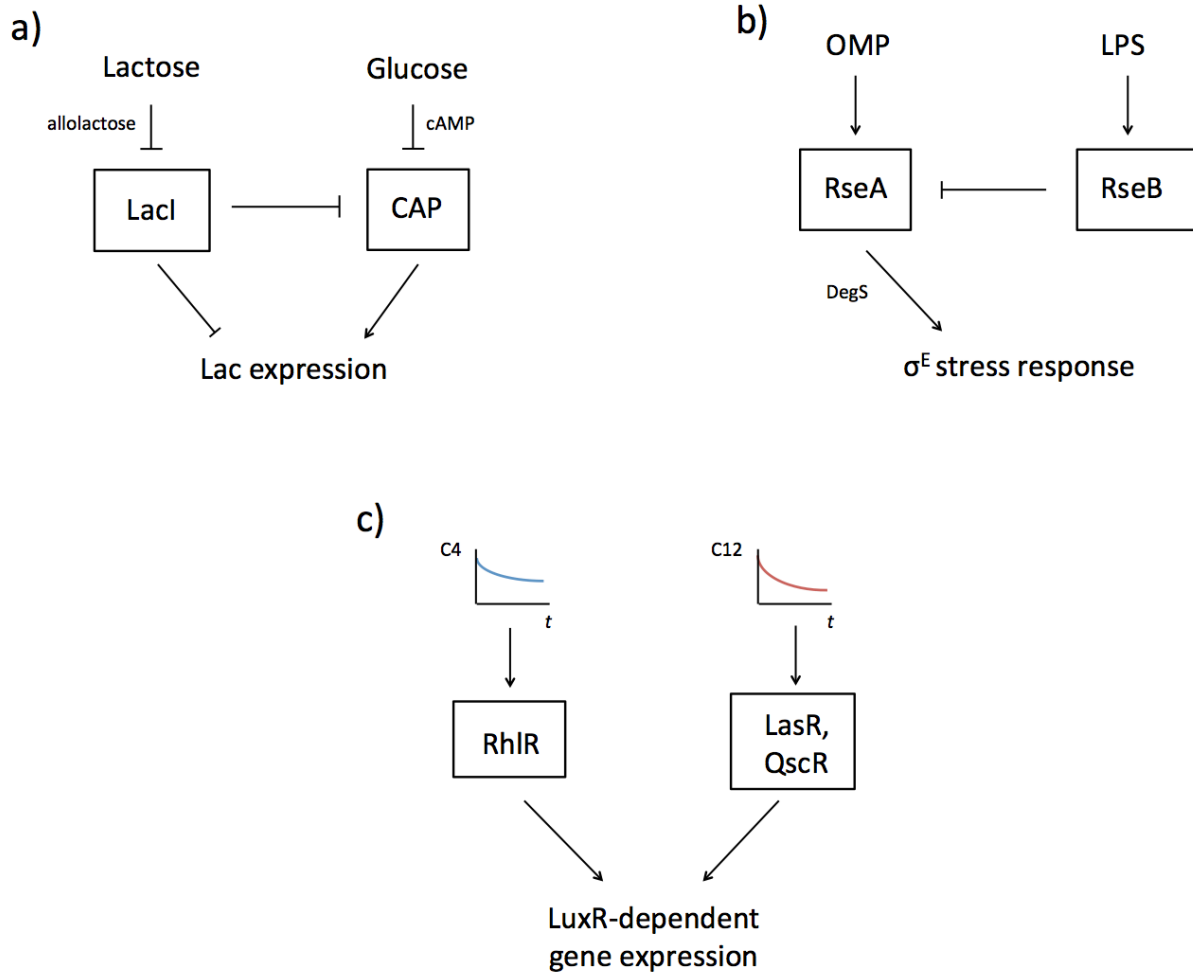 a)
Lactose
Glucose
allolactose
cAMP
LacI
CAP
Lac expression
b)
OMP
LPS
RseA
RseB
DegS
σᴱ stress response
c)
C4
t
C12
t
RhlR
LasR,
QscR
LuxR-dependent
gene expression